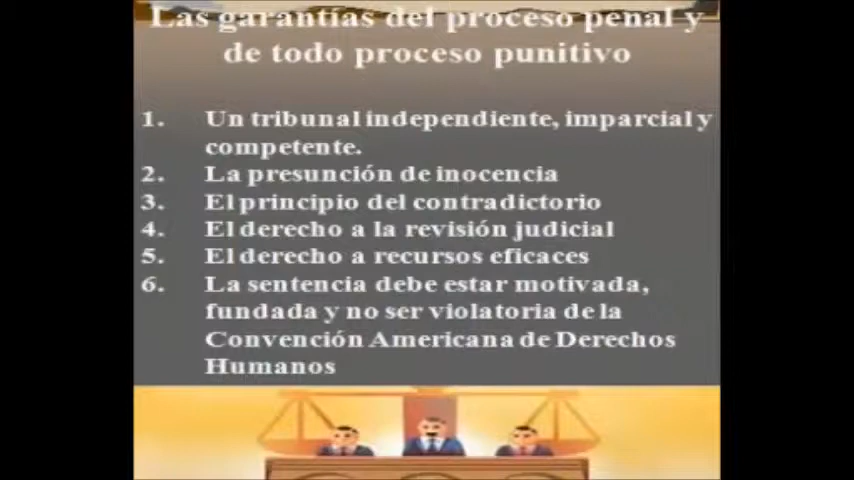 Las garantías del proceso penal y
de todo proceso punitivo
1. Un tribunal independiente, imparcial y
competente.
2. La presunción de inocencia
3. El principio del contradictorio
4. El derecho a la revisión judicial
5. El derecho a recursos eficaces
6. La sentencia debe estar motivada,
fundada y no ser violatoria de la
Convención Americana de Derechos
Humanos